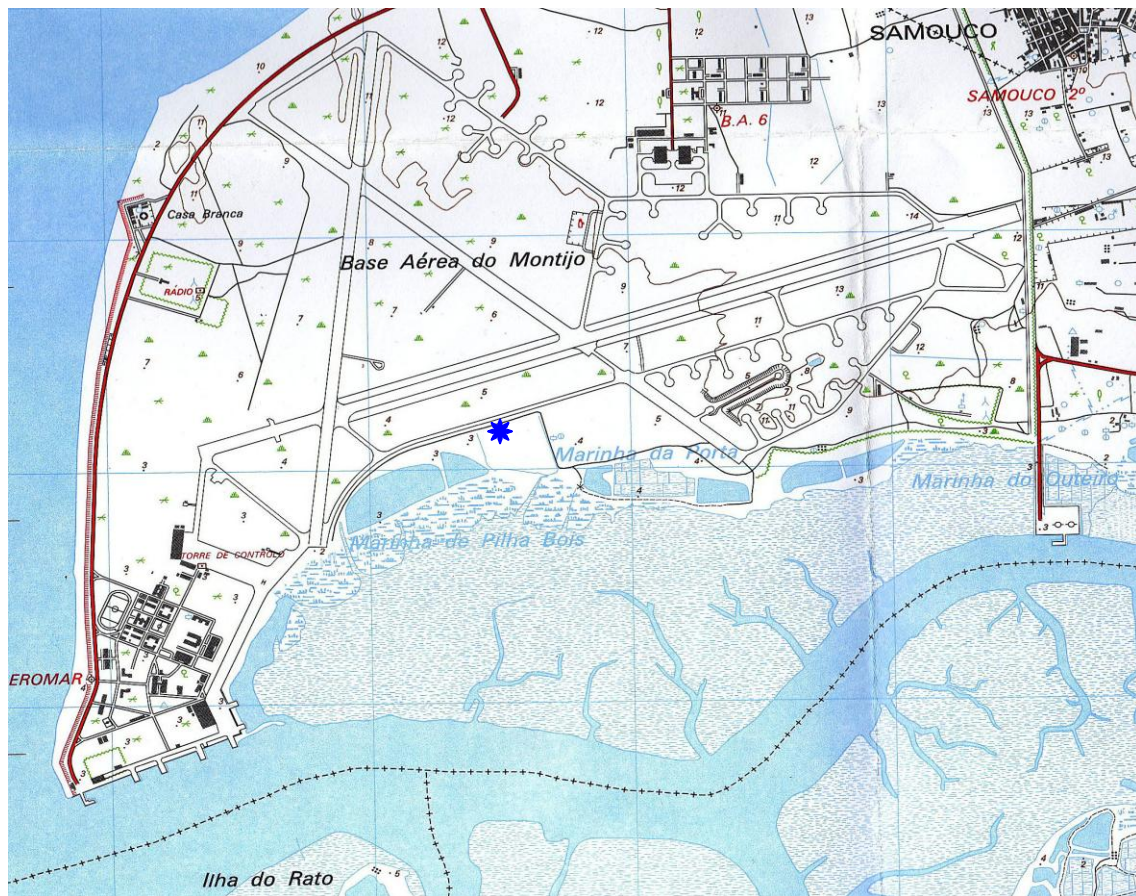 SAMOUCO
SAMOUCO 2º
B.A. 6
Casa Branca
Base Aérea do Montijo
RÁDIO
Marinha da Porta
Marinha do Outeiro
Marinha de Pilha Bois
TORRE DE CONTROLO
EROMAR
Ilha do Rato